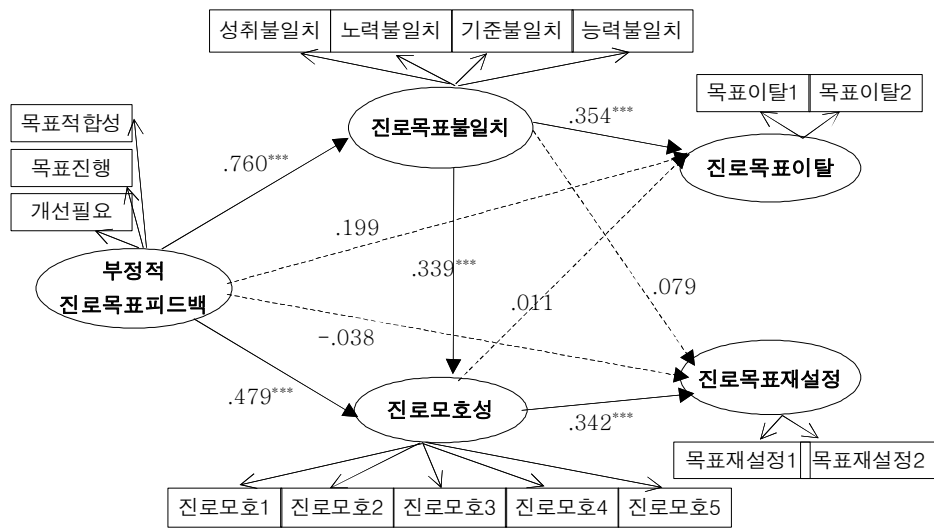 성취불일치 노력불일치 기준불일치 능력불일치
목표이탈1 목표이탈2
목표적합성
목표진행
개선필요
진로목표불일치
.354***
진로목표이탈
.760***
.199
.339***
.079
.011
부정적
진로목표피드백
-.038
.479***
진로모호성
.342***
진로목표재설정
목표재설정1 목표재설정2
진로모호1 진로모호2 진로모호3 진로모호4 진로모호5